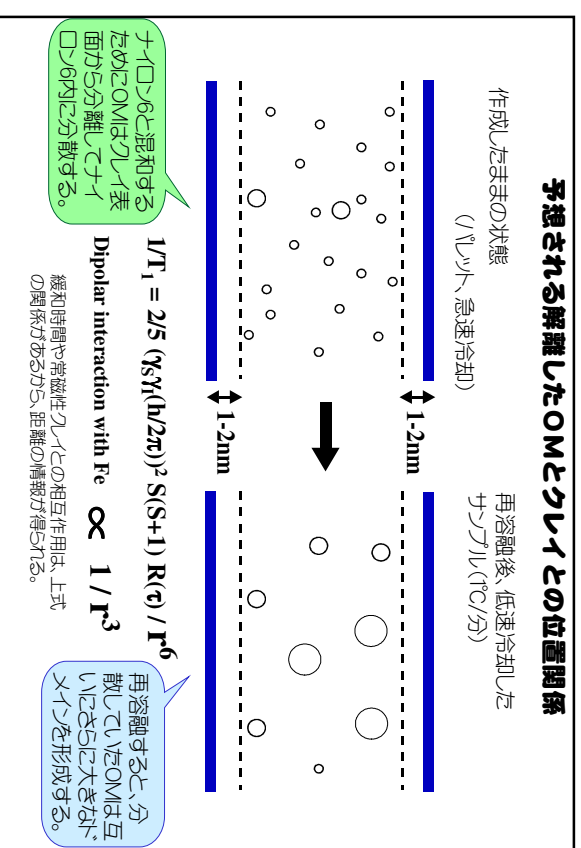 予想される解離したOMとクレイとの位置関係
作成したままの状態
(パレット、急速冷却)
再溶融後、低速冷却した
サンプル(1℃/分)
1-2nm
1-2nm
ナイロン6と混和する
ためにOMはクレイ表
面から分離してナイ
ロン6内に分散する。
1/T₁ = 2/5 (γSγI(h/2π))² S(S+1) R(τ) / r⁶
Dipolar interaction with Fe ∝ 1 / r³
緩和時間や常磁性クレイとの相互作用は、上式
の関係があるから、距離の情報が得られる。
再溶融すると、分
散していたOMは互
いにさらに大きなド
メインを形成する。